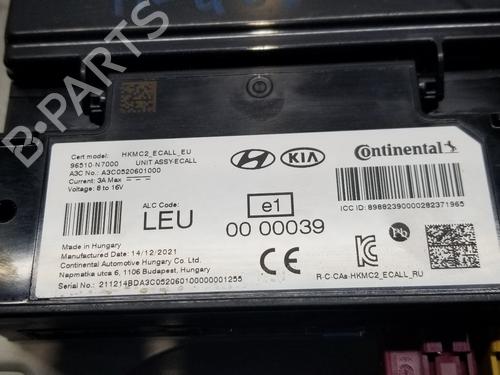 Cert model: HKMC2_ECALL_EU
96510-N7000 UNIT ASSY-ECALL
A3C No.: A3C0520601000
Current: 3A Max
Voltage: 8 to 16V
HYUNDAI KIA Continental
ALC Code:
LEU
e1
00 00039
ICC ID: 89882390000282371965
Made in Hungary
Manufactured Date: 14/12/2021
Continental Automotive Hungary Co. Ltd.
Napmatka utca 6, 1106 Budapest, Hungary
Serial No.: 211214BDA3C052060100000001255
R-C-CAs-HKMC2_ECALL_RU
B-Parts